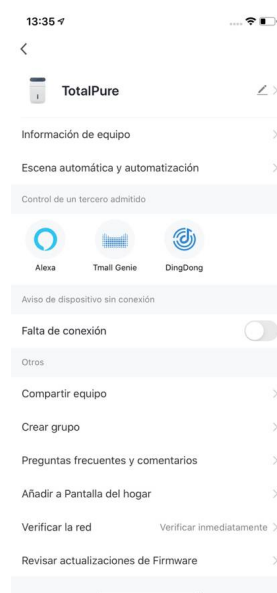 13:35
TotalPure
Información de equipo
Escena automática y automatización
Control de un tercero admitido
Alexa
Tmall Genie
DingDong
Aviso de dispositivo sin conexión
Falta de conexión
Otros
Compartir equipo
Crear grupo
Preguntas frecuentes y comentarios
Añadir a Pantalla del hogar
Verificar la red Verificar inmediatamente
Revisar actualizaciones de Firmware